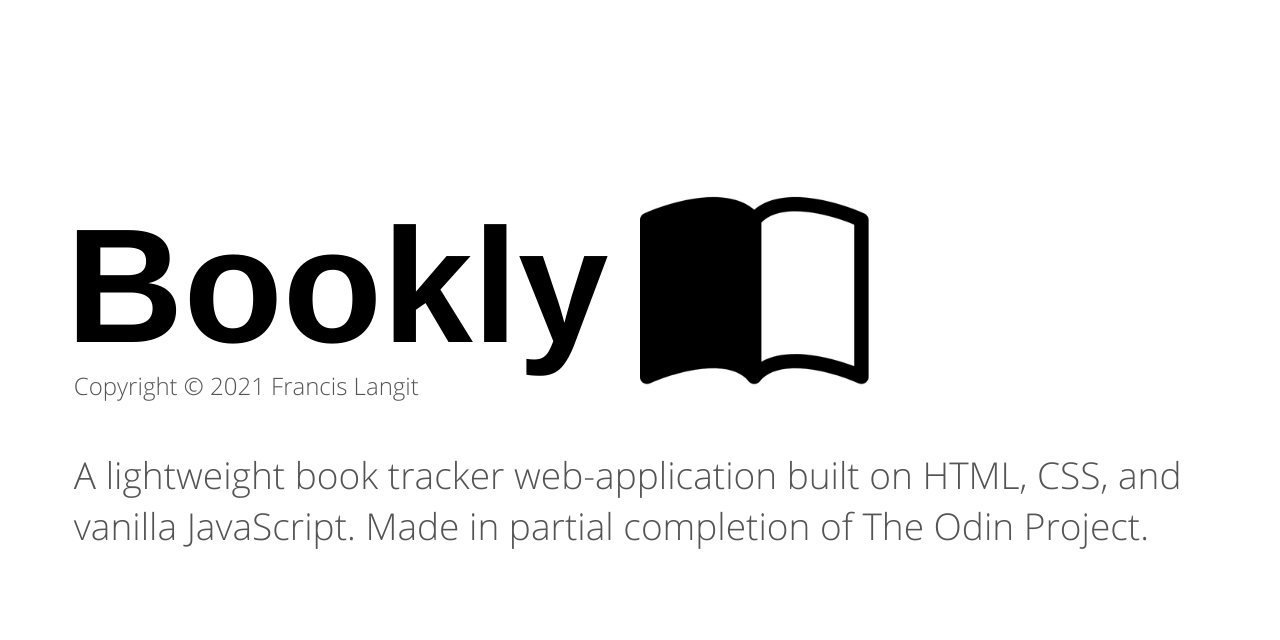 Bookly
Copyright © 2021 Francis Langit
A lightweight book tracker web-application built on HTML, CSS, and
vanilla JavaScript. Made in partial completion of The Odin Project.